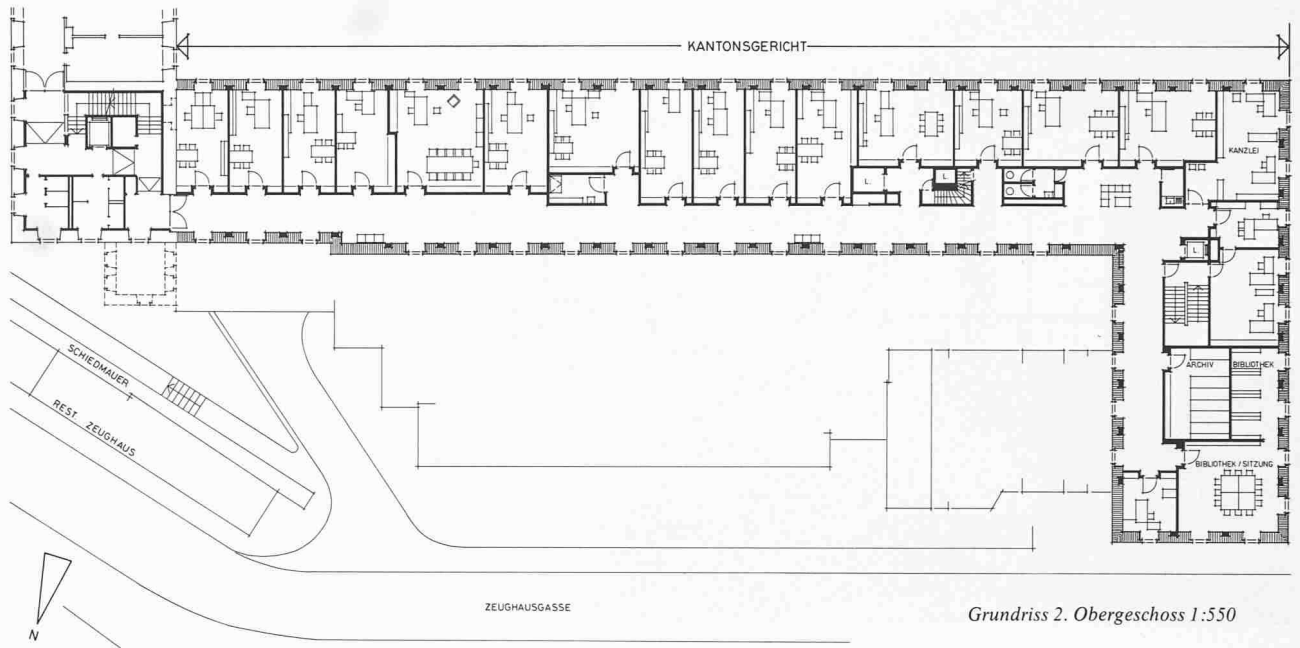 KANTONSGERICHT
KANZLEI
L.
L.
L.
ARCHIV
BIBLIOTHEK
BIBLIOTHEK / SITZUNG
SCHIEDMAUER
REST. ZEUGHAUS
ZEUGHAUSGASSE
N
Grundriss 2. Obergeschoss 1:550